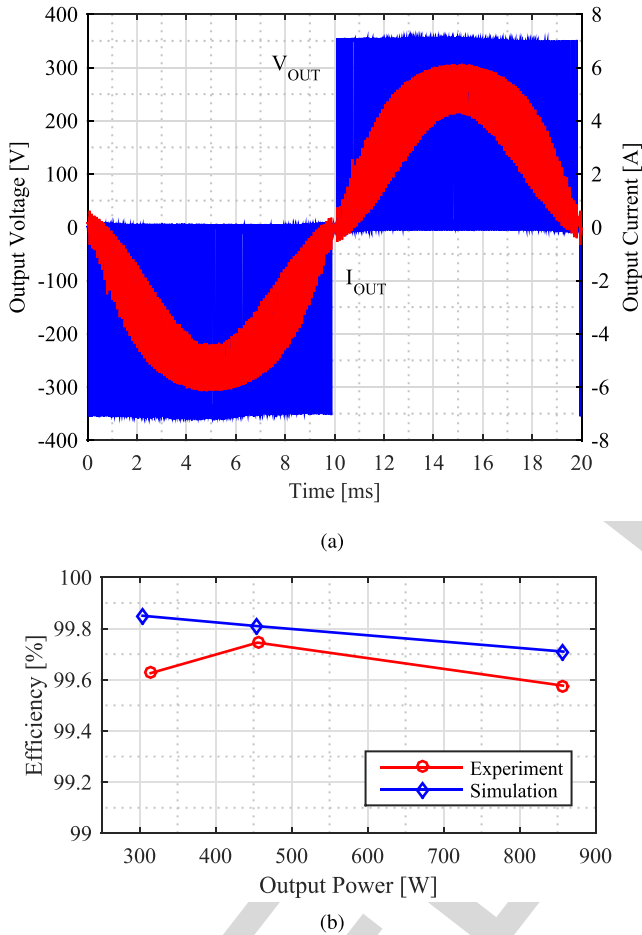 400
300
200
100
0
-100
-200
-300
-400
Output Voltage [V]
8
6
4
2
0
-2
-4
-6
-8
Output Current [A]
VOUT
IOUT
0 2 4 6 8 10 12 14 16 18 20
Time [ms]
(a)
100
99.8
99.6
99.4
99.2
99
Efficiency [%]
Experiment
Simulation
300 400 500 600 700 800 900
Output Power [W]
(b)